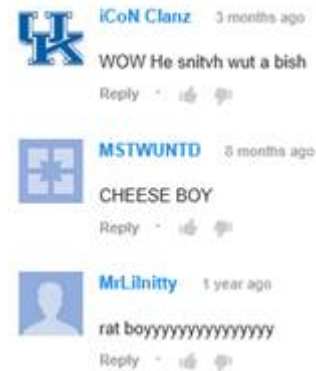 iCoN Clanz 3 months ago
WOW He snitvh wut a bish
Reply ·
MSTWUNTD 8 months ago
CHEESE BOY
Reply ·
MrLilnitty 1 year ago
rat boyyyyyyyyyyyyyyy
Reply ·
UK